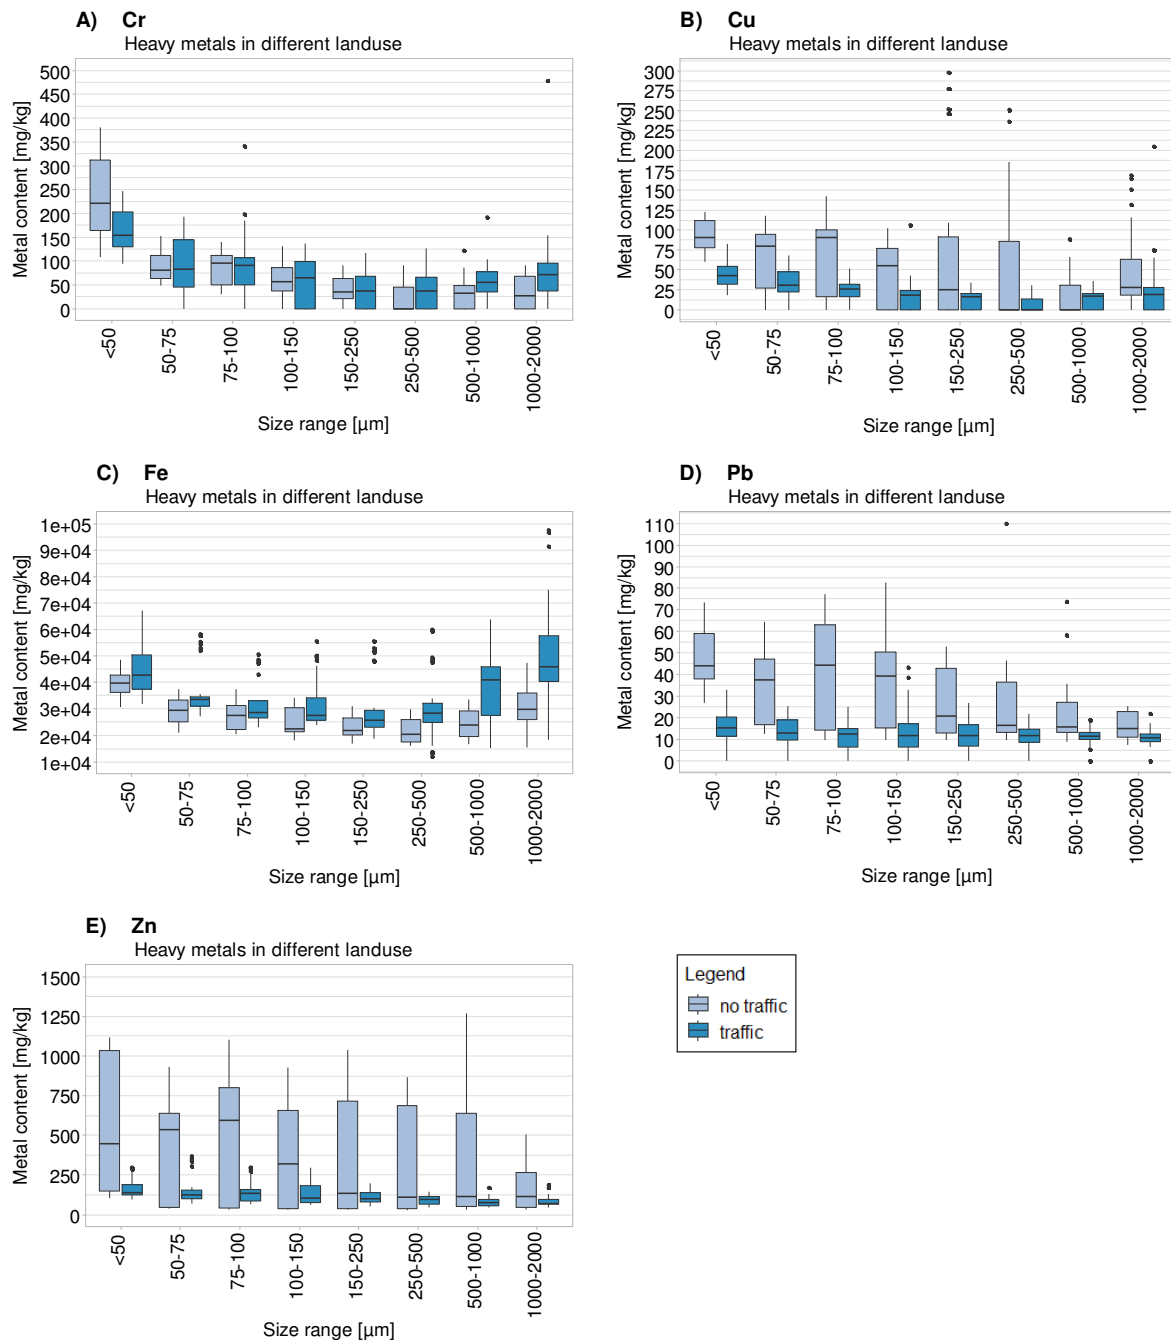 A) Cr
Heavy metals in different landuse
Metal content [mg/kg]
500
450
400
350
300
250
200
150
100
50
0
<50
50-75
75-100
100-150
150-250
250-500
500-1000
1000-2000
Size range [µm]
B) Cu
Heavy metals in different landuse
Metal content [mg/kg]
300
275
250
225
200
175
150
125
100
75
50
25
0
<50
50-75
75-100
100-150
150-250
250-500
500-1000
1000-2000
Size range [µm]
C) Fe
Heavy metals in different landuse
Metal content [mg/kg]
1e+05
9e+04
8e+04
7e+04
6e+04
5e+04
4e+04
3e+04
2e+04
1e+04
<50
50-75
75-100
100-150
150-250
250-500
500-1000
1000-2000
Size range [µm]
D) Pb
Heavy metals in different landuse
Metal content [mg/kg]
110
100
90
80
70
60
50
40
30
20
10
0
<50
50-75
75-100
100-150
150-250
250-500
500-1000
1000-2000
Size range [µm]
E) Zn
Heavy metals in different landuse
Metal content [mg/kg]
1500
1250
1000
750
500
250
0
<50
50-75
75-100
100-150
150-250
250-500
500-1000
1000-2000
Size range [µm]
Legend
no traffic
traffic